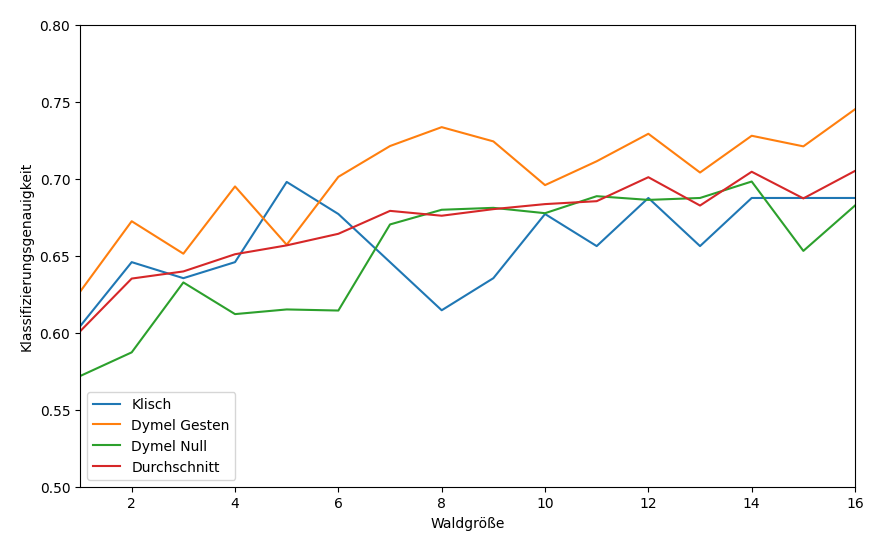 0.80
0.75
0.70
0.65
0.60
0.55
0.50
Klassifizierungsgenauigkeit
Klisch
Dymel Gesten
Dymel Null
Durchschnitt
2 4 6 8 10 12 14 16
Waldgröße